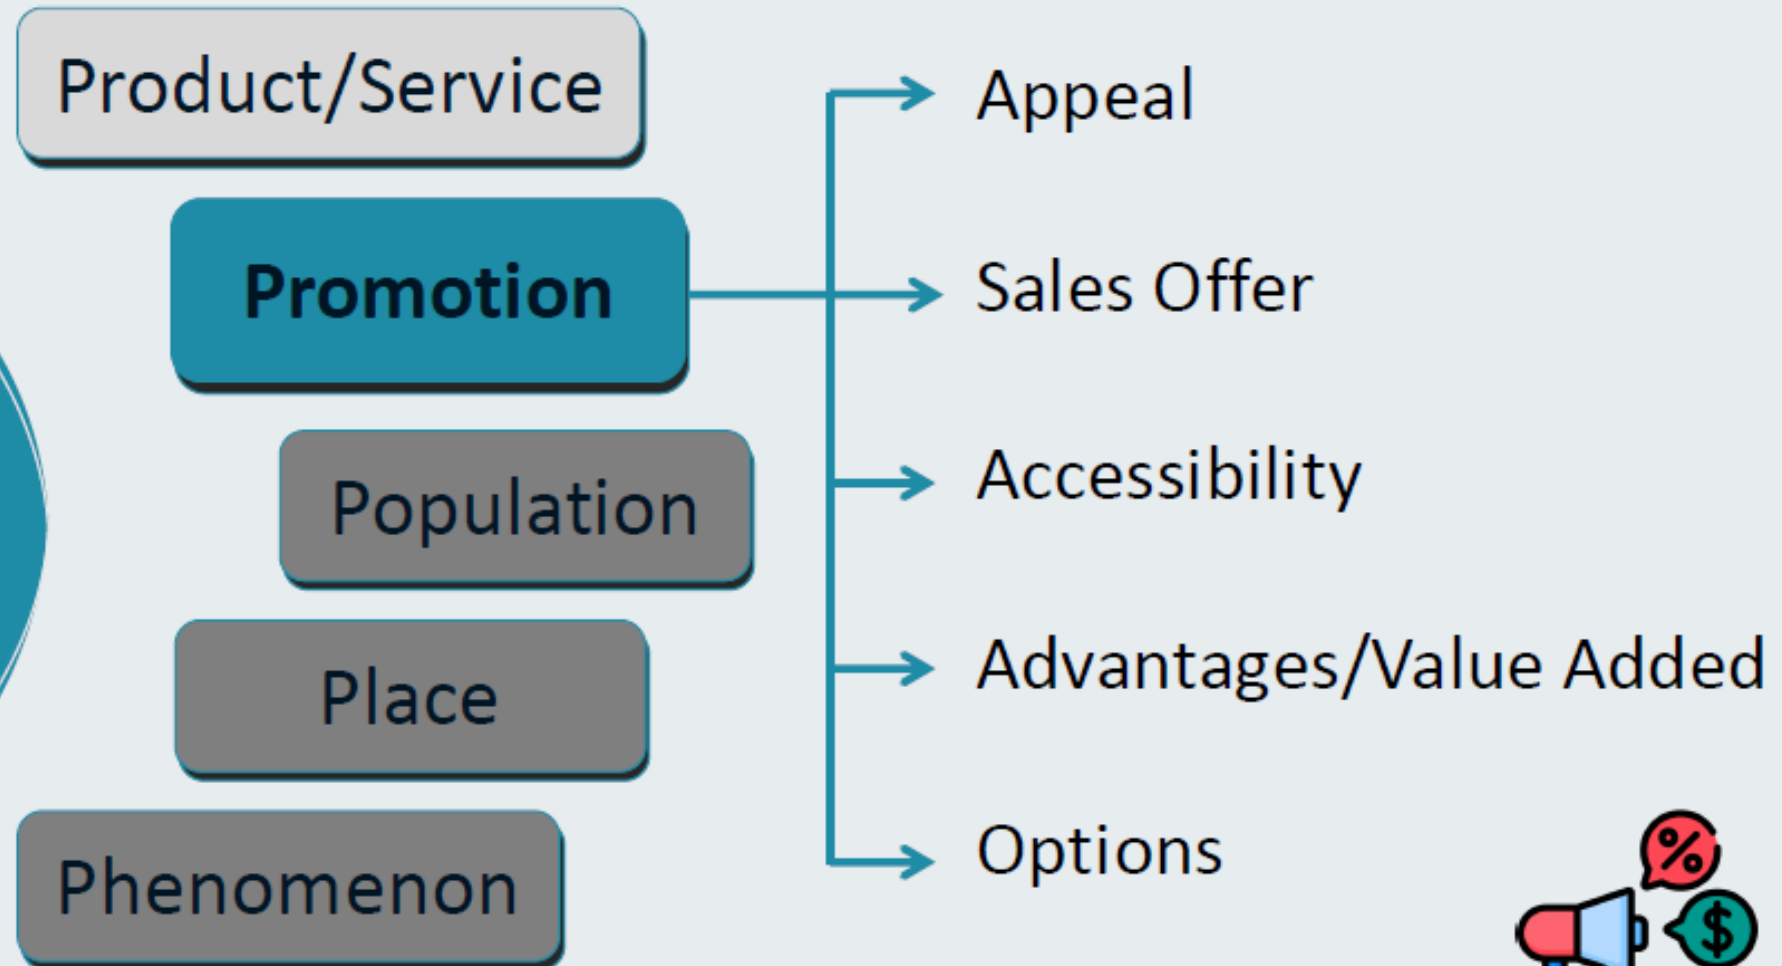 Product/Service
Promotion
Population
Place
Phenomenon
Appeal
Sales Offer
Accessibility
Advantages/Value Added
Options
%
$